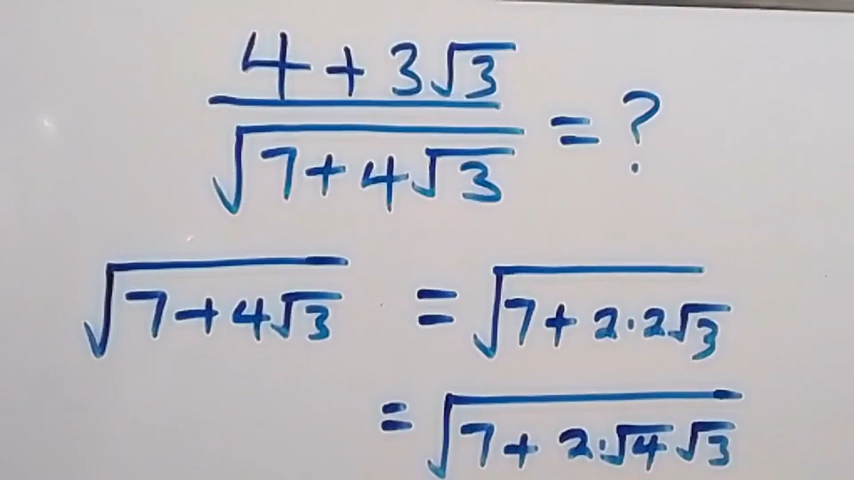 4 + 3√3
√7 + 4√3 = ?
√7 + 4√3 = √7 + 2·2√3
= √7 + 2·√4 √3